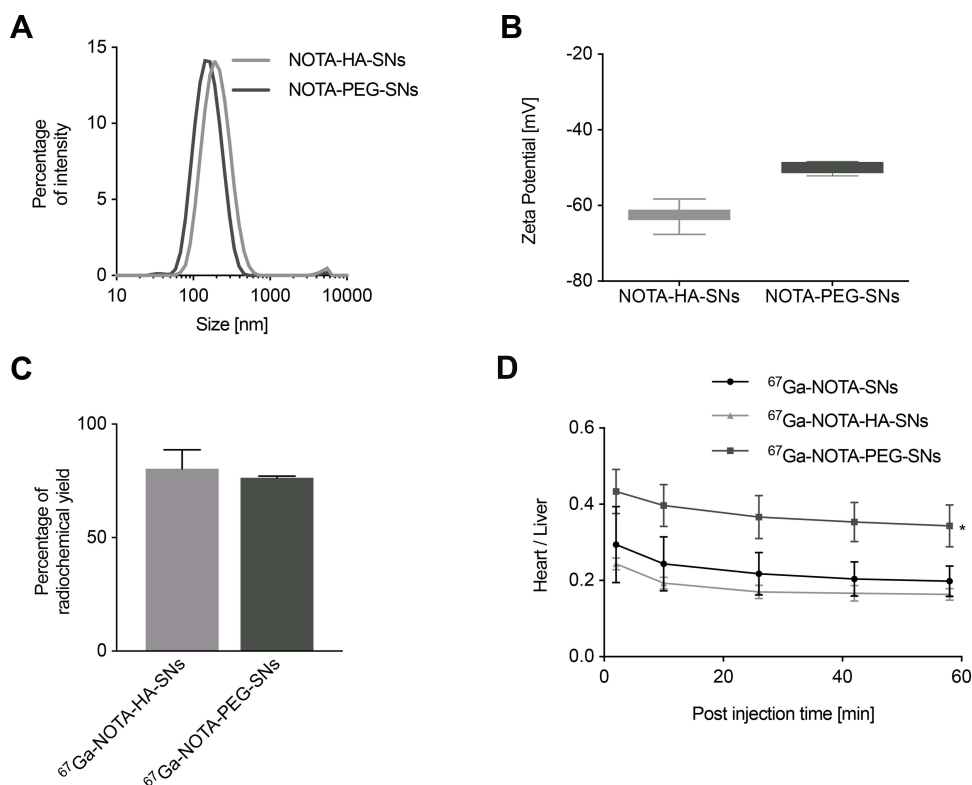 A
15
10
5
0
10
100
1000
10000
Percentage
of intensity
Size [nm]
NOTA-HA-SNs
NOTA-PEG-SNs
B
-20
-40
-60
-80
Zeta Potential [mV]
NOTA-HA-SNs
NOTA-PEG-SNs
C
100
50
0
Percentage of
radiochemical yield
⁶⁷Ga-NOTA-HA-SNs
⁶⁷Ga-NOTA-PEG-SNs
D
⁶⁷Ga-NOTA-SNs
⁶⁷Ga-NOTA-HA-SNs
⁶⁷Ga-NOTA-PEG-SNs
0.6
0.4
0.2
0.0
Heart / Liver
*
0
20
40
60
Post injection time [min]